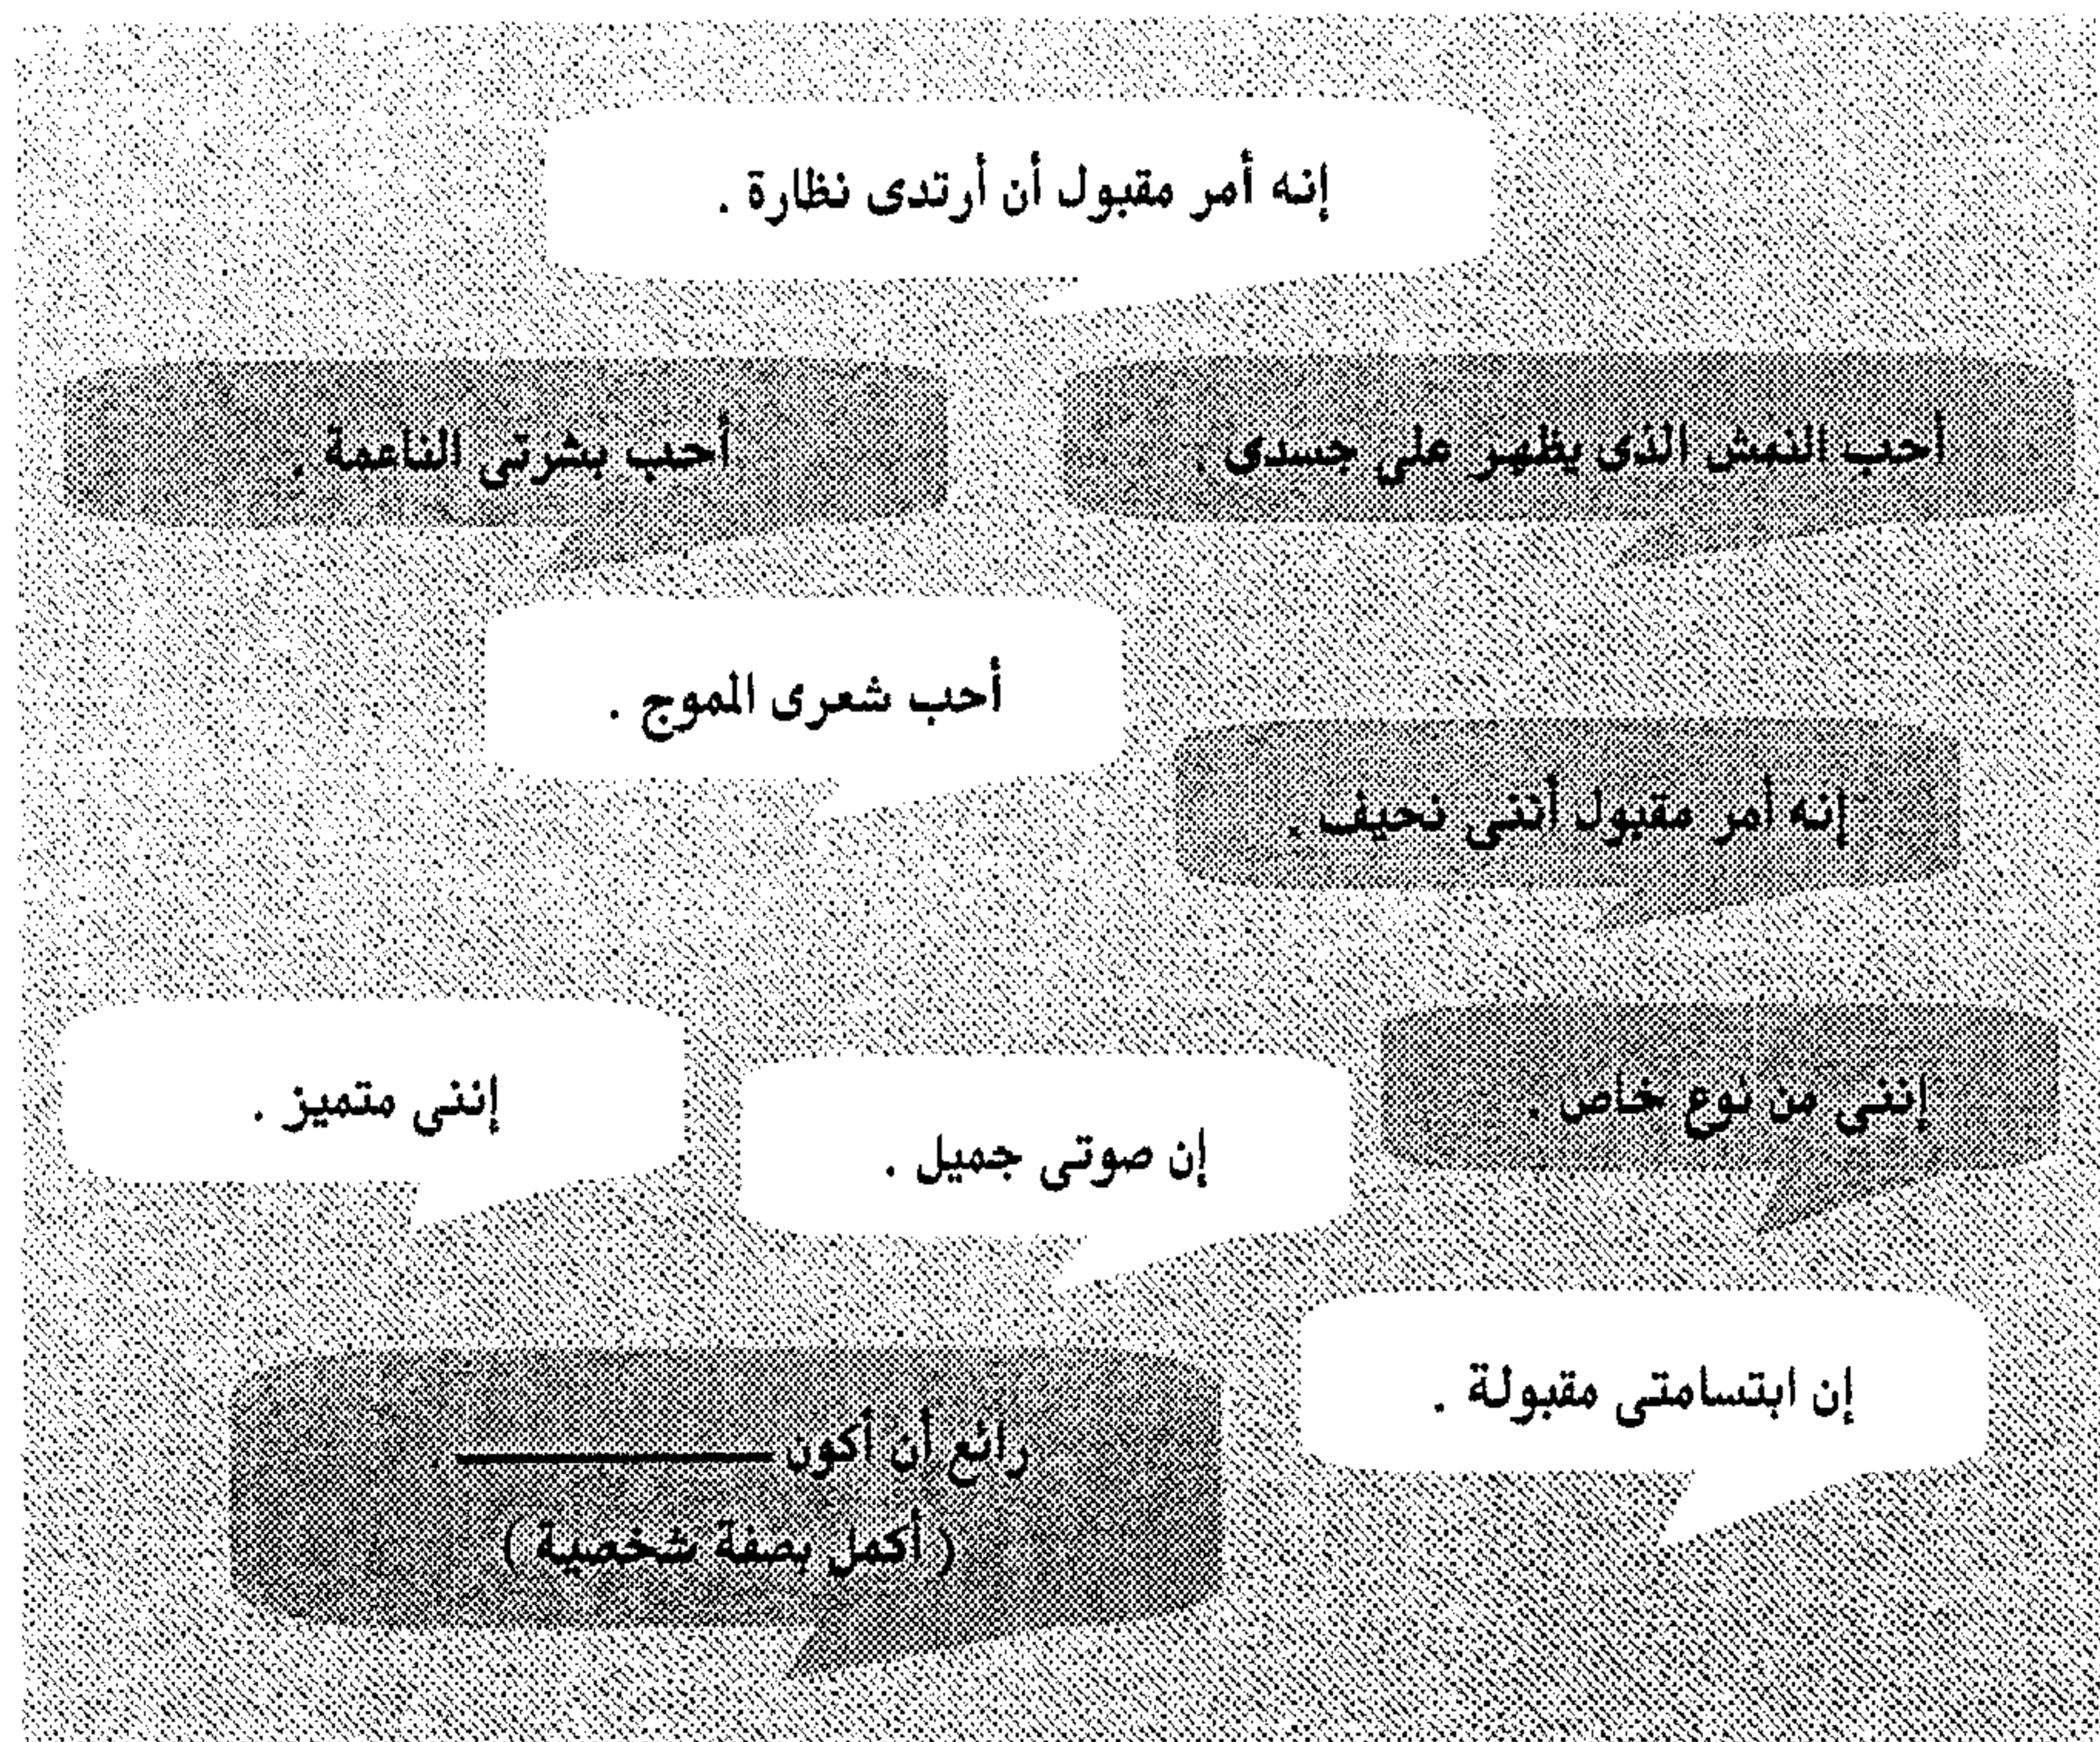 إنه أمر مقبول أن أرتدى نظارة .
أحب النمش الذى يظهر على جسدى .
أحب بشرتى الناعمة .
أحب شعرى المموج .
إنه أمر مقبول أننى نحيف .
إننى من نوع خاص .
إن صوتى جميل .
إننى متميز .
إن ابتسامتى مقبولة .
رائع أن أكون ــــــــــــ .
( أكمل بصفة شخصية )